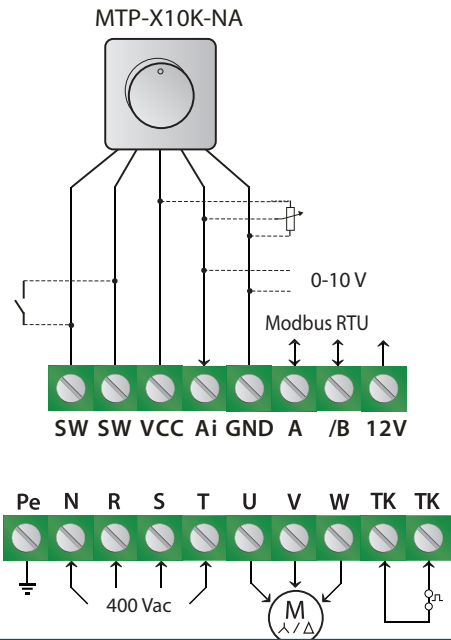 MTP-X10K-NA
0-10 V
Modbus RTU
SW SW VCC Ai GND A /B 12V
Pe N R S T U V W TK TK
400 Vac
M